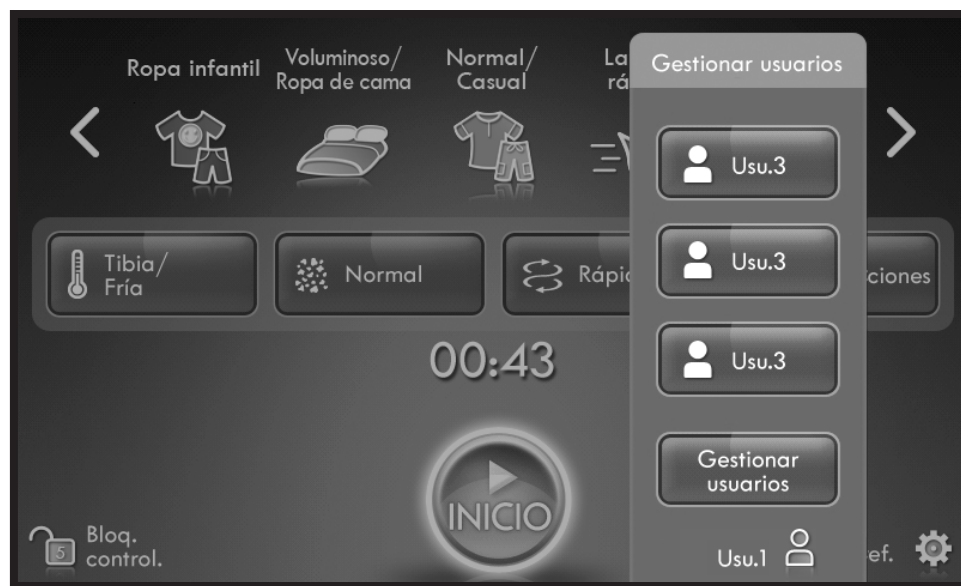 Ropa infantil
Voluminoso/
Ropa de cama
Normal/
Casual
La
rá
Gestionar usuarios
Usu.3
Usu.3
Usu.3
Gestionar
usuarios
Usu.1
Tibia/
Fría
Normal
Rápi
ciones
00:43
INICIO
5
Bloq.
control.
ef.